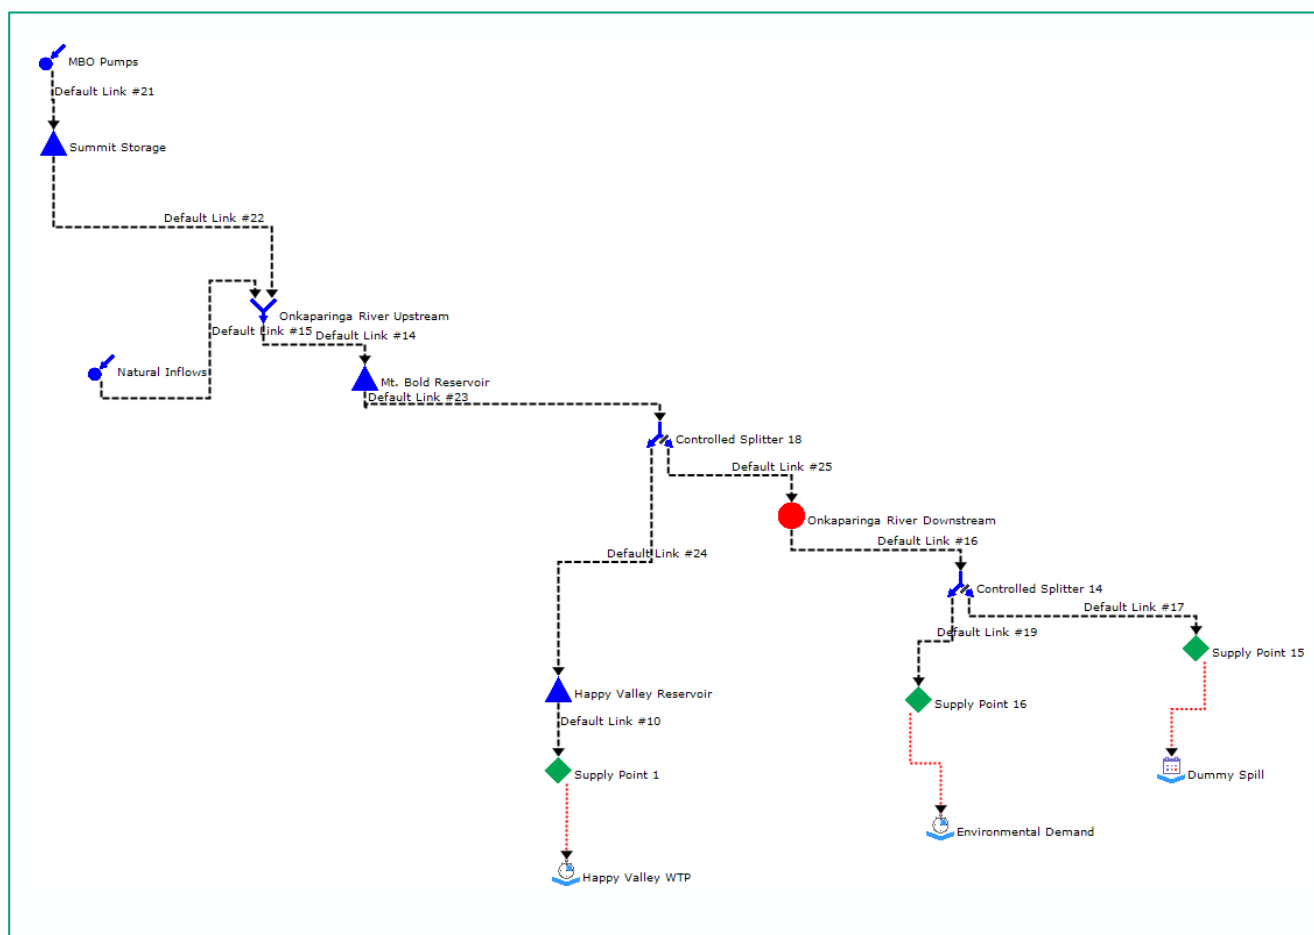 MBO Pumps
Default Link #21
Summit Storage
Default Link #22
Onkaparinga River Upstream
Default Link #15
Default Link #14
Natural Inflows
Mt. Bold Reservoir
Default Link #23
Controlled Splitter 18
Default Link #25
Onkaparinga River Downstream
Default Link #16
Default Link #24
Controlled Splitter 14
Default Link #17
Default Link #19
Supply Point 15
Happy Valley Reservoir
Supply Point 16
Default Link #10
Supply Point 1
Dummy Spill
Environmental Demand
Happy Valley WTP